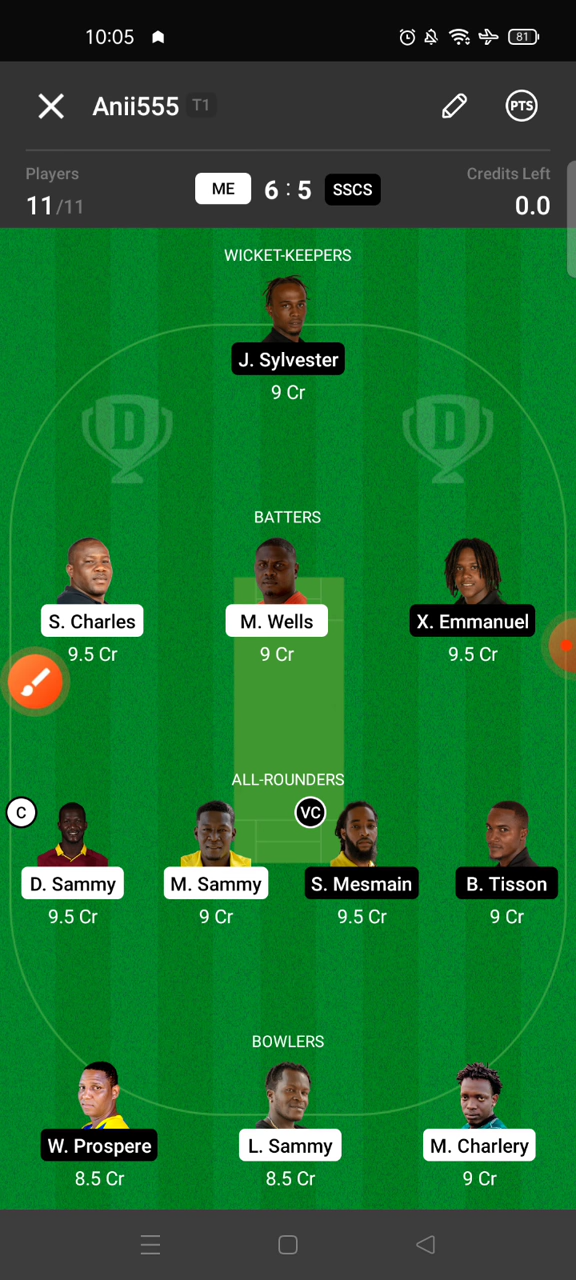 10:05
81
Anii555 T1
PTS
Players
Credits Left
11/11
ME 6 : 5 SSCS
0.0
WICKET-KEEPERS
J. Sylvester
9 Cr
D D
BATTERS
S. Charles M. Wells X. Emmanuel
9.5 Cr 9 Cr 9.5 Cr
ALL-ROUNDERS
C VC
D. Sammy M. Sammy S. Mesmain B. Tisson
9.5 Cr 9 Cr 9.5 Cr 9 Cr
BOWLERS
W. Prospere L. Sammy M. Charlery
8.5 Cr 8.5 Cr 9 Cr